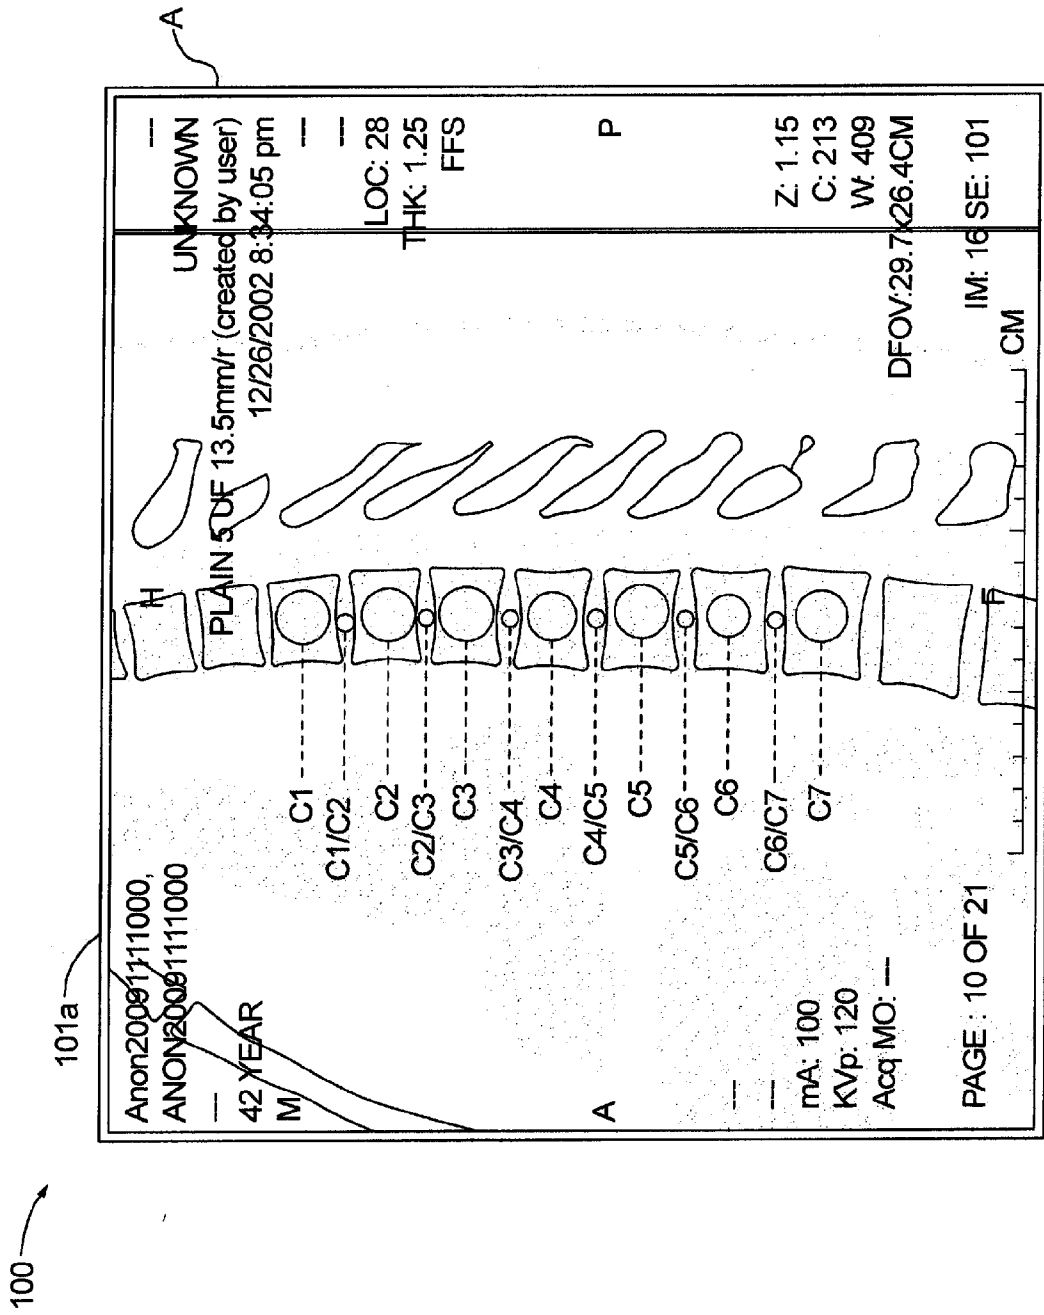 100
101a
A
Anon20091111000,
ANON20091111000
---
42 YEAR
M
---
UNKNOWN
PLAIN 5 UF 13.5mm/r (created by user)
12/26/2002 8:34:05 pm
---
---
LOC: 28
THK: 1.25
FFS
H
C1
C1/C2
C2
C2/C3
C3
C3/C4
C4
C4/C5
C5
C5/C6
C6
C6/C7
C7
A
P
F
---
---
mA: 100
KVp: 120
Acq MO: ---
PAGE : 10 OF 21
Z: 1.15
C: 213
W: 409
DFOV:29.7x26.4CM
IM: 16 SE: 101
CM